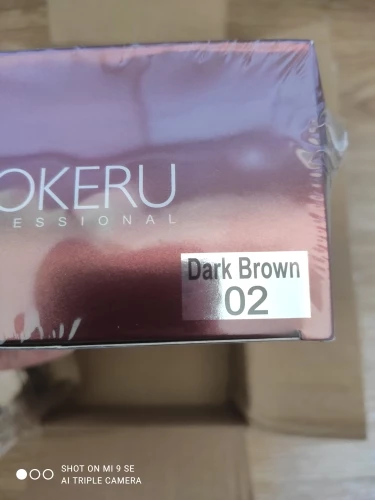 OKERU
ESSIONAL
Dark Brown
02
SHOT ON MI 9 SE
AI TRIPLE CAMERA